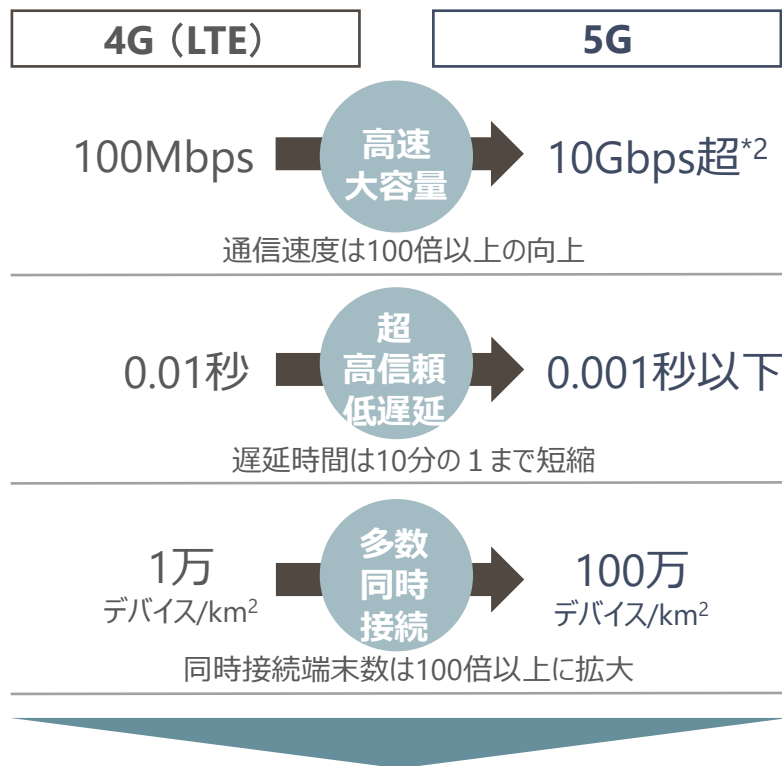 4G（LTE）
5G
100Mbps
高速
大容量
10Gbps超*2
通信速度は100倍以上の向上
0.01秒
超
高信頼
低遅延
0.001秒以下
遅延時間は10分の１まで短縮
1万
デバイス/km2
多数
同時
接続
100万
デバイス/km2
同時接続端末数は100倍以上に拡大